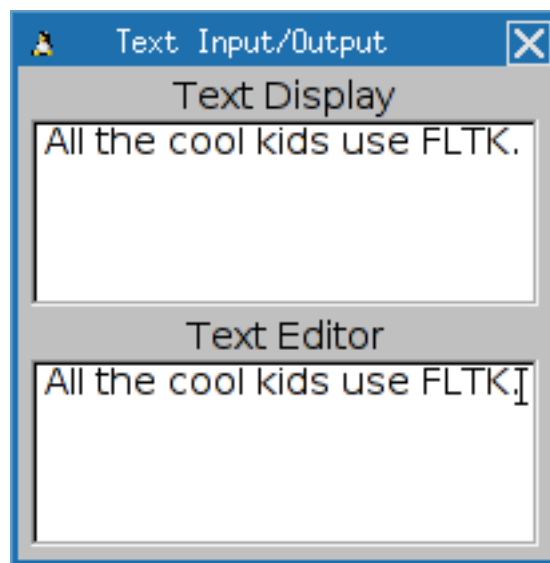 Text Input/Output
Text Display
All the cool kids use FLTK.
Text Editor
All the cool kids use FLTK.